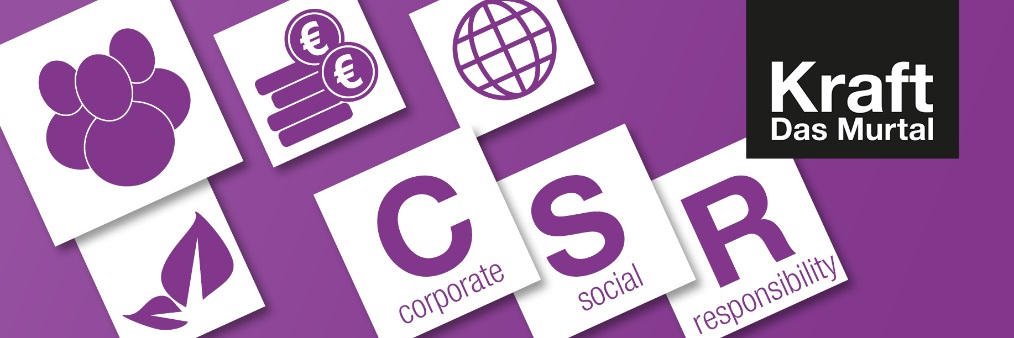 €
€
Kraft
Das Murtal
C S R
corporate social responsibility